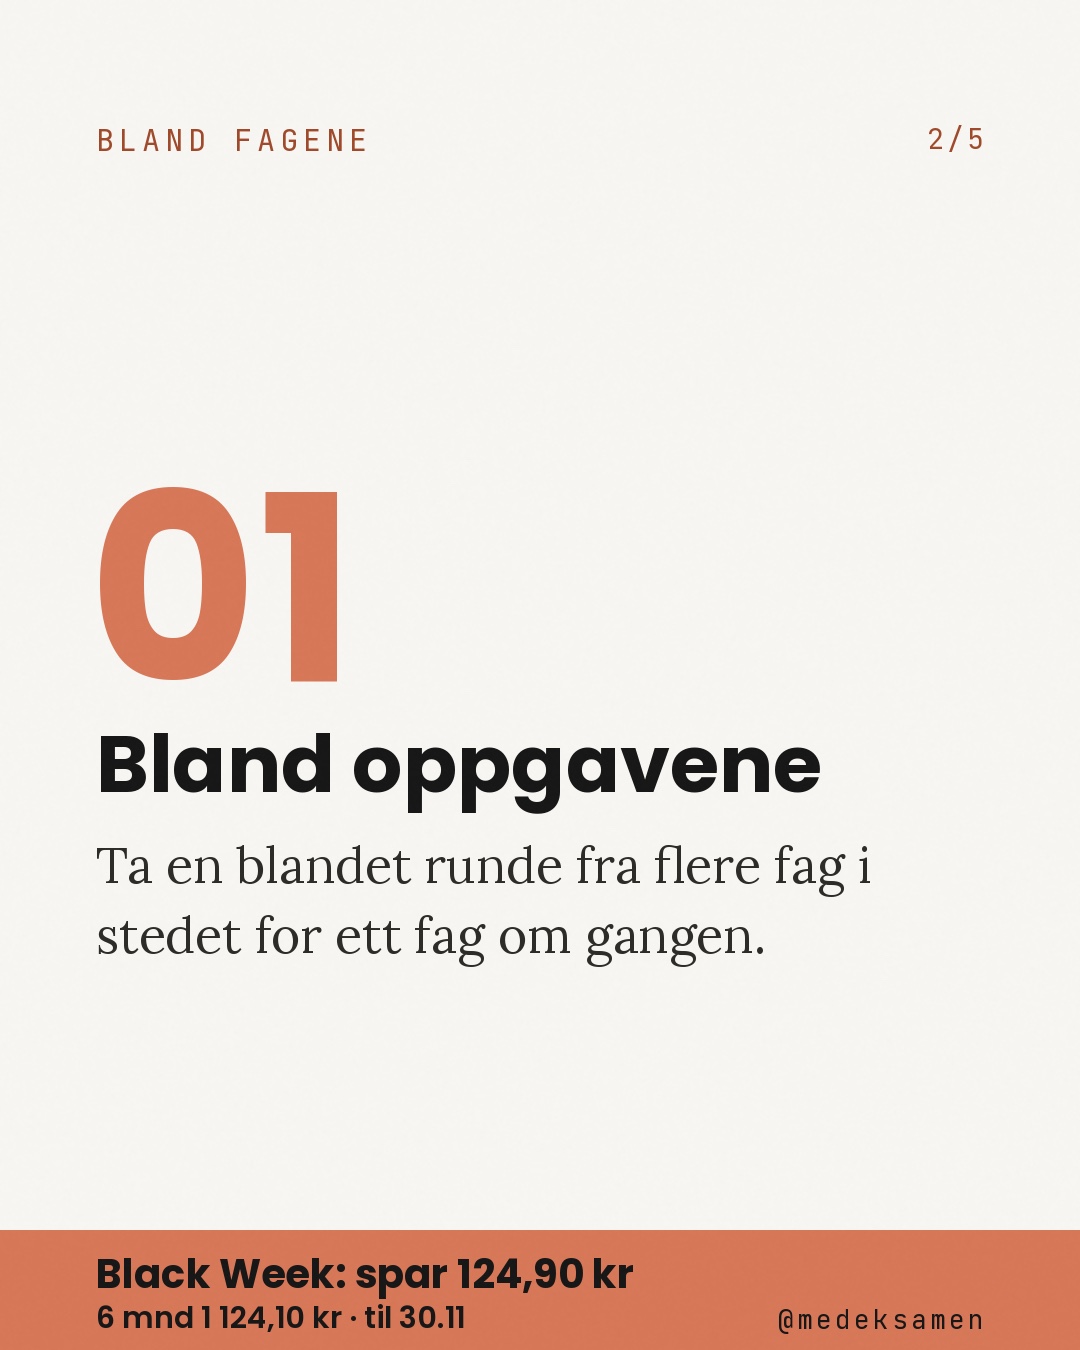 BLAND FAGENE
2/5
01
Bland oppgavene
Ta en blandet runde fra flere fag i
stedet for ett fag om gangen.
Black Week: spar 124,90 kr
6 mnd 1 124,10 kr · til 30.11
@medeksamen